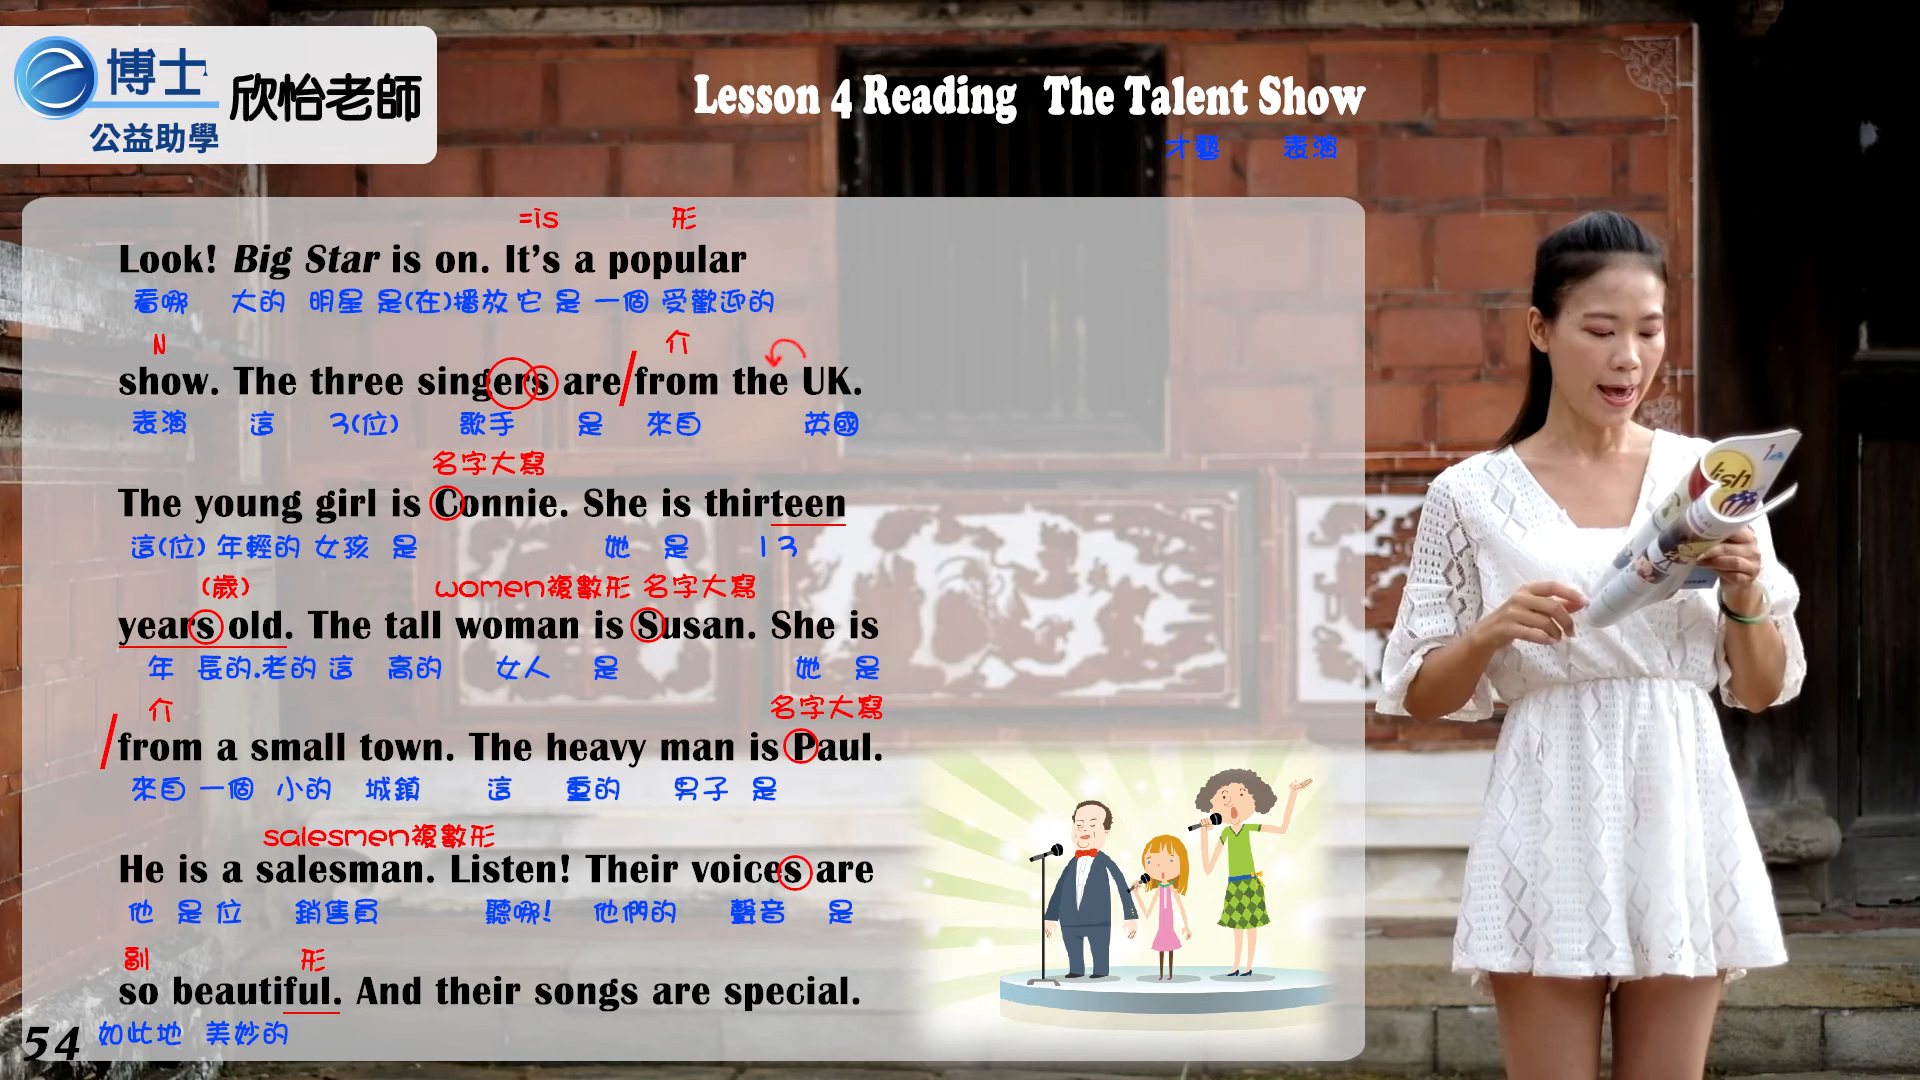 博士
公益助學
欣怡老師
Lesson 4 Reading The Talent Show
才藝 表演
=is 形
Look! Big Star is on. It's a popular
看哪 大的 明星 是(在)播放 它 是 一個 受歡迎的
N 介
show. The three singers are from the UK.
表演 這 3(位) 歌手 是 來自 英國
名字大寫
The young girl is Connie. She is thirteen
這(位) 年輕的 女孩 是 她 是 13
(歲) women複數形 名字大寫
years old. The tall woman is Susan. She is
年 長的.老的 這 高的 女人 是 她 是
介 名字大寫
from a small town. The heavy man is Paul.
來自 一個 小的 城鎮 這 重的 男子 是
salesmen複數形
He is a salesman. Listen! Their voices are
他 是 位 銷售員 聽哪! 他們的 聲音 是
副 形
so beautiful. And their songs are special.
如此地 美妙的
54
1
lish